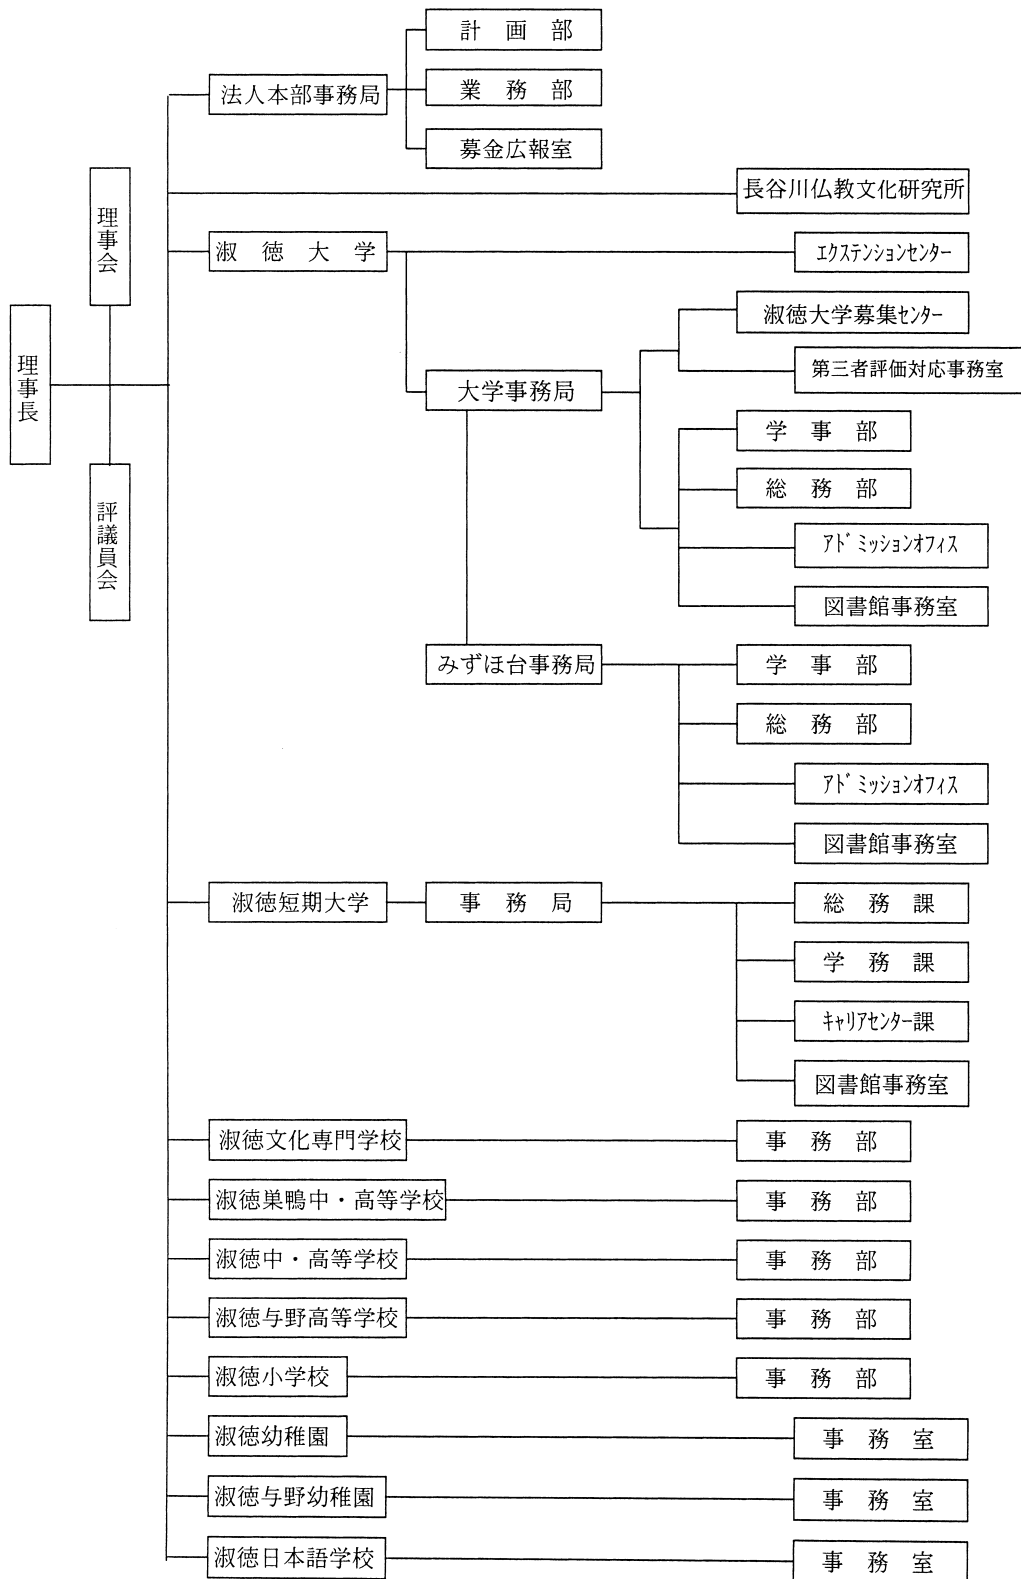 計画部
法人本部事務局
業務部
募金広報室
長谷川仏教文化研究所
理事会
淑徳大学
エクステンションセンター
淑徳大学募集センター
理事長
第三者評価対応事務室
大学事務局
学事部
総務部
評議員会
アドミッションオフィス
図書館事務室
みずほ台事務局
学事部
総務部
アドミッションオフィス
図書館事務室
淑徳短期大学
事務局
総務課
学務課
キャリアセンター課
図書館事務室
淑徳文化専門学校
事務部
淑徳巣鴨中・高等学校
事務部
淑徳中・高等学校
事務部
淑徳与野高等学校
事務部
淑徳小学校
事務部
淑徳幼稚園
事務室
淑徳与野幼稚園
事務室
淑徳日本語学校
事務室